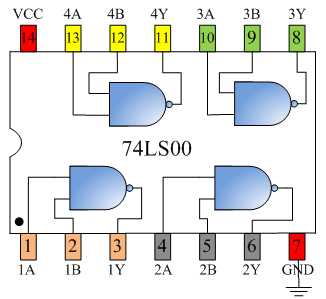 VCC 4A 4B 4Y 3A 3B 3Y
14 13 12 11 10 9 8
74LS00
1 2 3 4 5 6 7
1A 1B 1Y 2A 2B 2Y GND